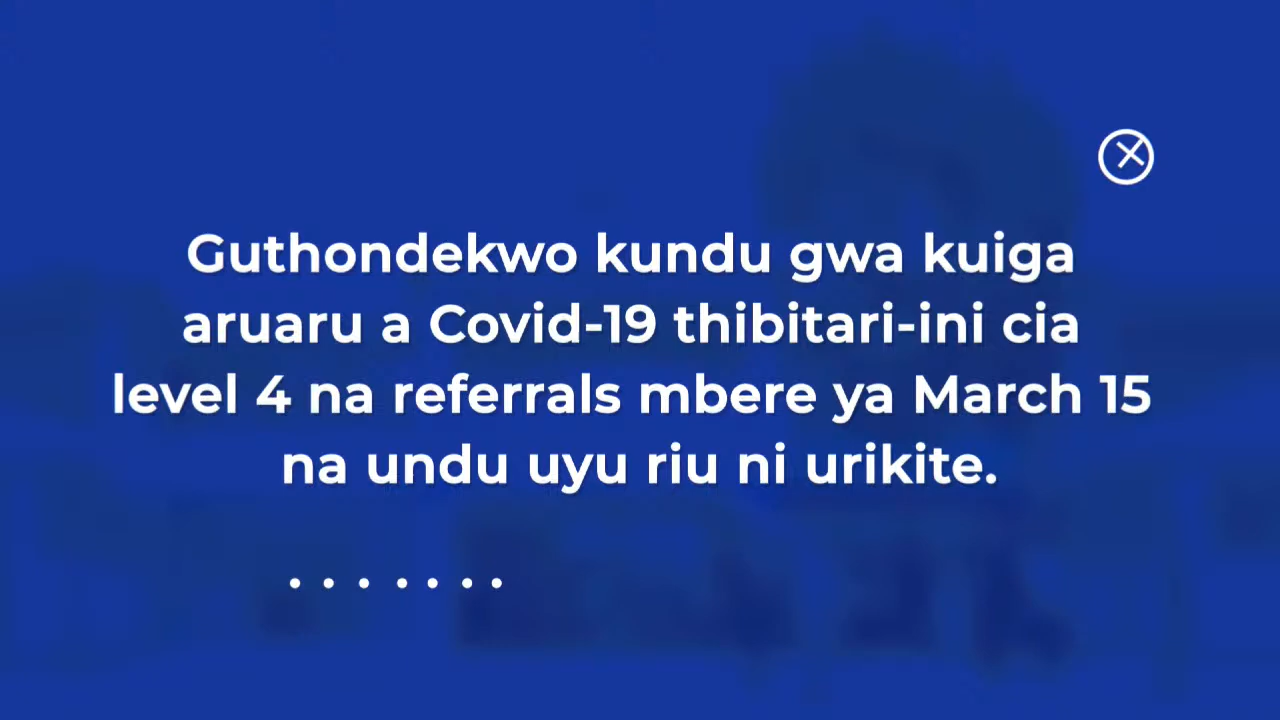 Guthondekwo kundu gwa kuiga
aruaru a Covid-19 thibitari-ini cia
level 4 na referrals mbere ya March 15
na undu uyu riu ni urikite.